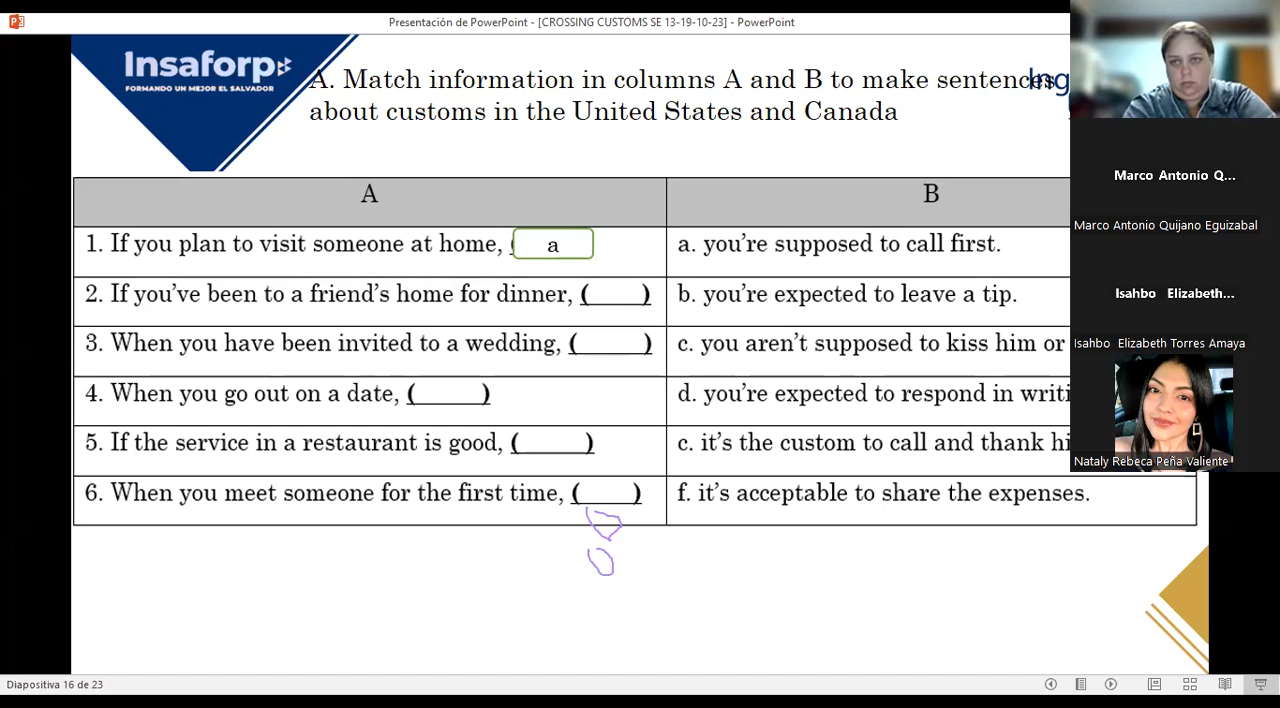 Presentación de PowerPoint - [CROSSING CUSTOMS SE 13-19-10-23] - PowerPoint
Insaforp
FORMANDO UN MEJOR EL SALVADOR
A. Match information in columns A and B to make sentences
about customs in the United States and Canada
Ing
A
B
1. If you plan to visit someone at home, ( a
a. you're supposed to call first.
2. If you've been to a friend's home for dinner, (____)
b. you're expected to leave a tip.
3. When you have been invited to a wedding, (_____)
c. you aren't supposed to kiss him or
4. When you go out on a date, (_____)
d. you're expected to respond in writi
5. If the service in a restaurant is good, (_____)
c. it's the custom to call and thank hi
6. When you meet someone for the first time, (____)
f. it's acceptable to share the expenses.
Marco Antonio Q...
Marco Antonio Quijano Eguizabal
Isahbo Elizabeth...
Isahbo Elizabeth Torres Amaya
Nataly Rebeca Peña Valiente
Diapositiva 16 de 23